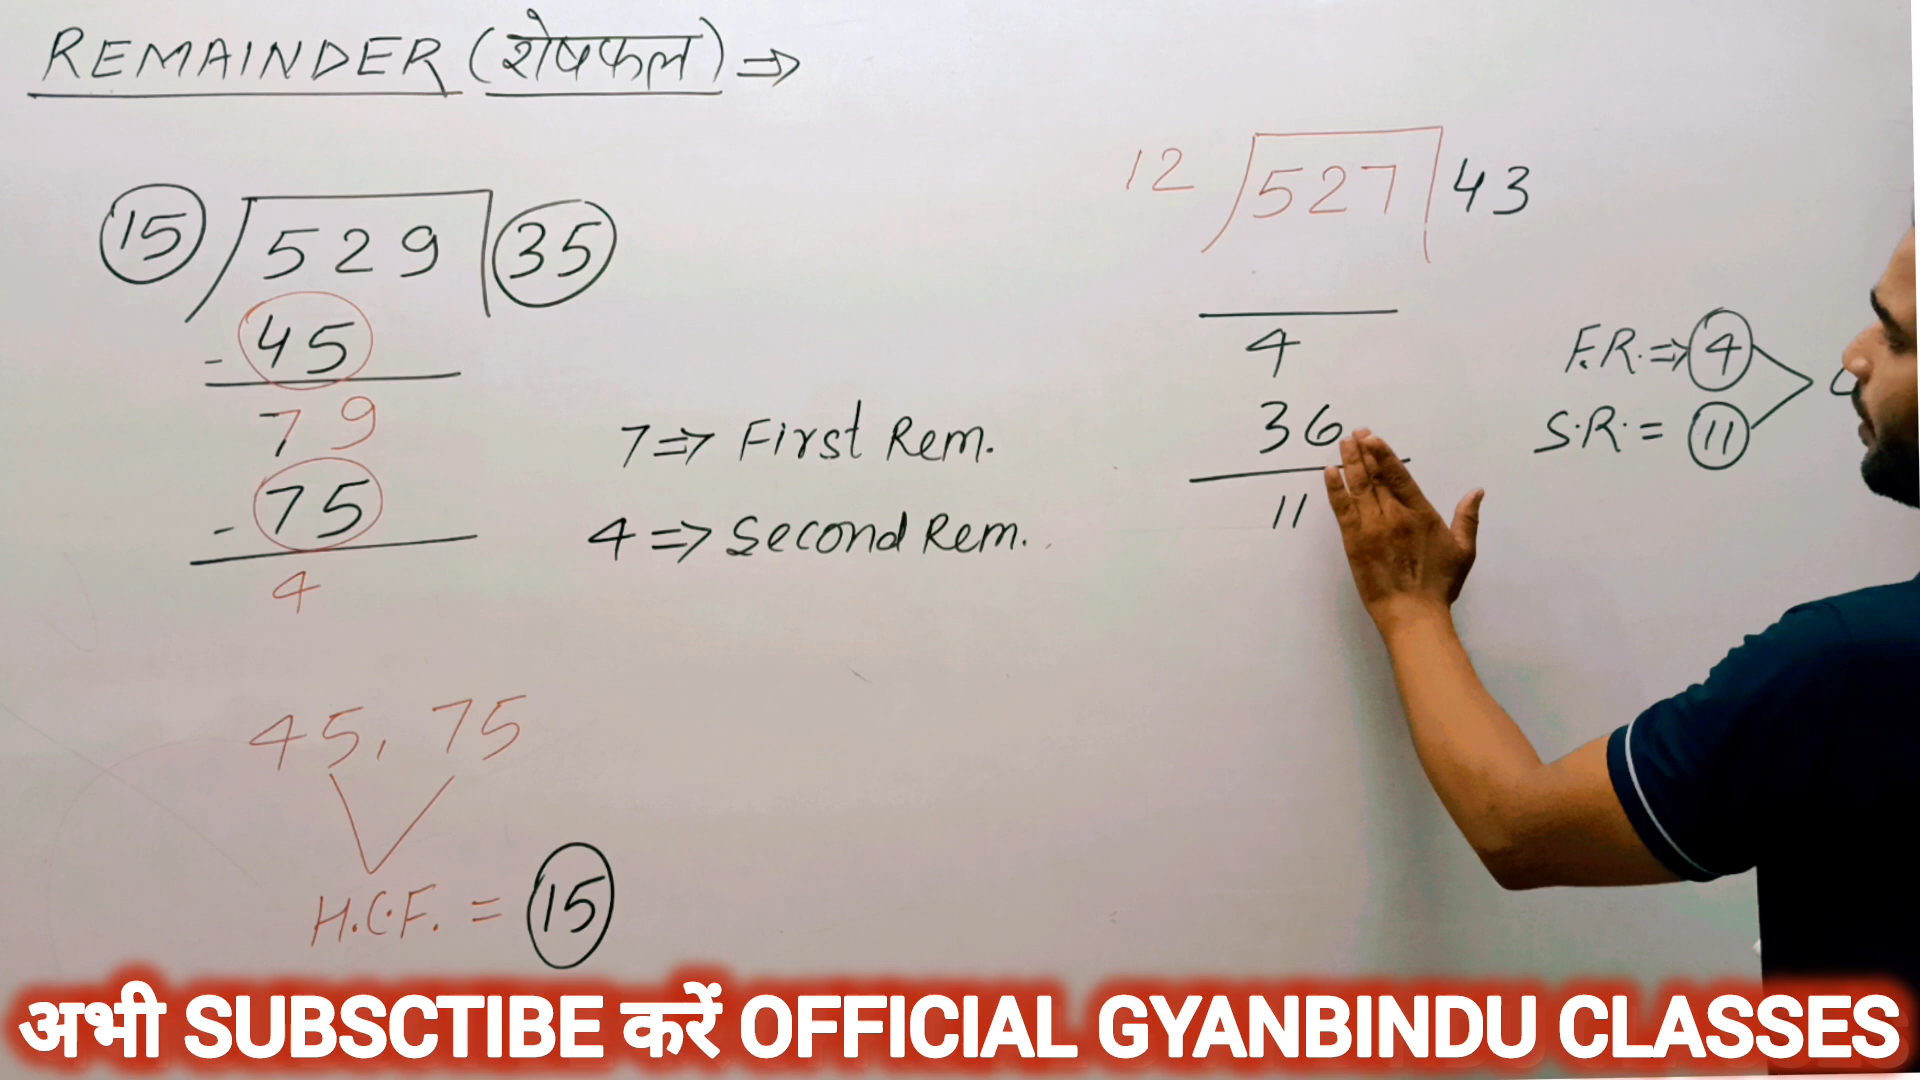 REMAINDER (शेषफल) ⇒
15 529 35
- 45
79
- 75
4
7 ⇒ First Rem.
4 ⇒ Second Rem.
45, 75
H.C.F. = 15
12 527 43
4
36
11
F.R. ⇒ 4
S.R. = 11
अभी SUBSCTIBE करें OFFICIAL GYANBINDU CLASSES